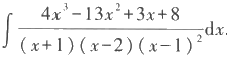 ∫ (4x³-13x²+3x+8)/((x+1)(x-2)(x-1)²) dx.